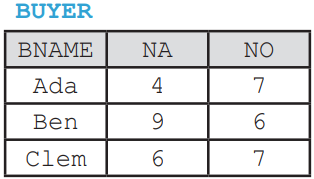 BUYER
BNAME NA NO
Ada 4 7
Ben 9 6
Clem 6 7